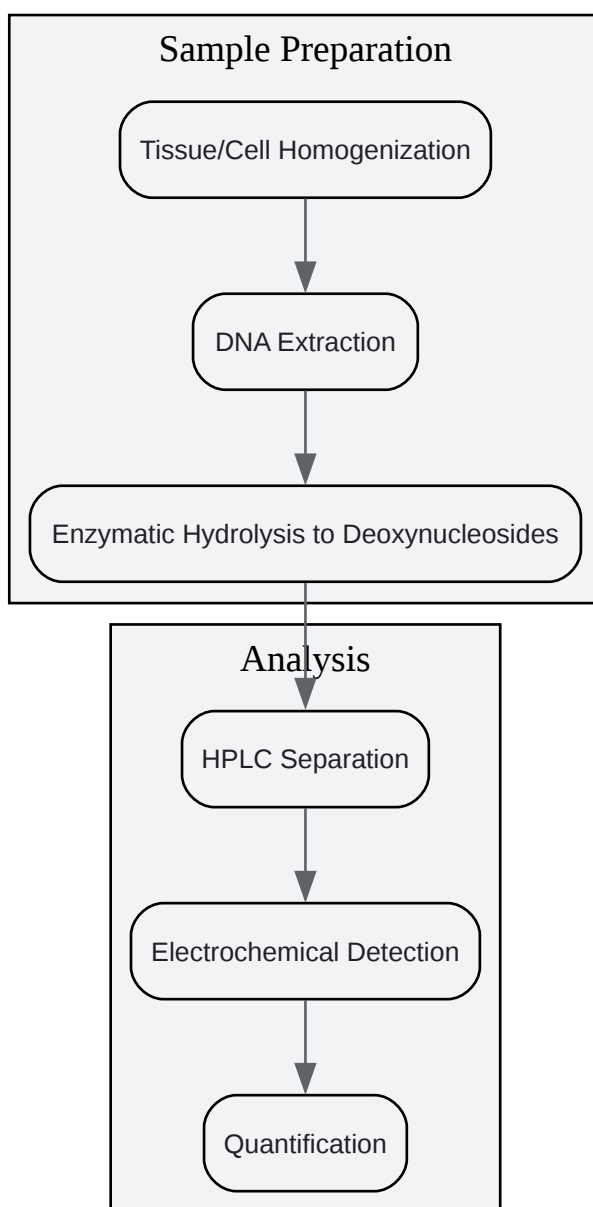 Sample Preparation
Tissue/Cell Homogenization
DNA Extraction
Enzymatic Hydrolysis to Deoxynucleosides
Analysis
HPLC Separation
Electrochemical Detection
Quantification